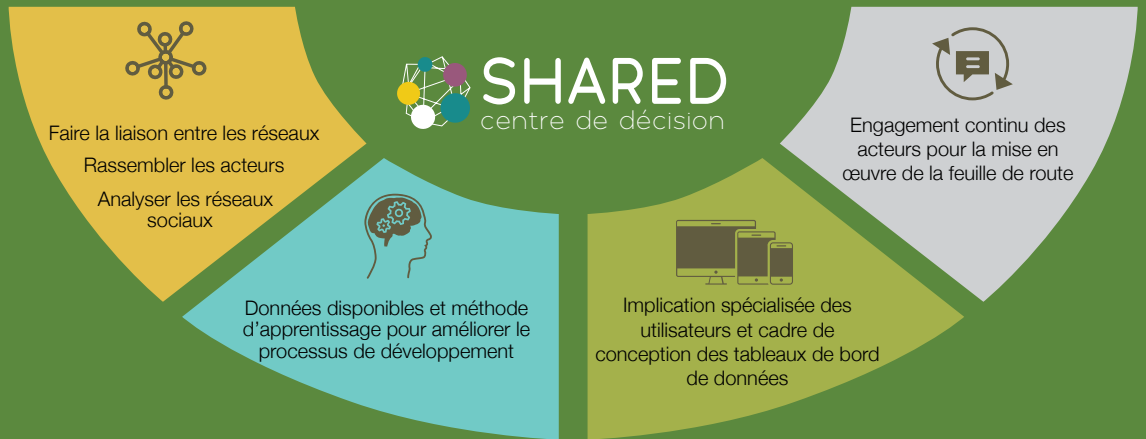 SHARED
centre de décision
Faire la liaison entre les réseaux
Rassembler les acteurs
Analyser les réseaux
sociaux
Données disponibles et méthode
d'apprentissage pour améliorer le
processus de développement
Implication spécialisée des
utilisateurs et cadre de
conception des tableaux de bord
de données
Engagement continu des
acteurs pour la mise en
œuvre de la feuille de route